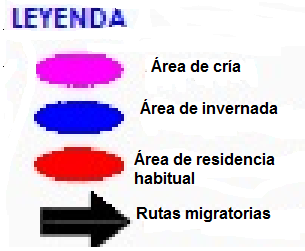 LEYENDA
Área de cría
Área de invernada
Área de residencia
habitual
Rutas migratorias